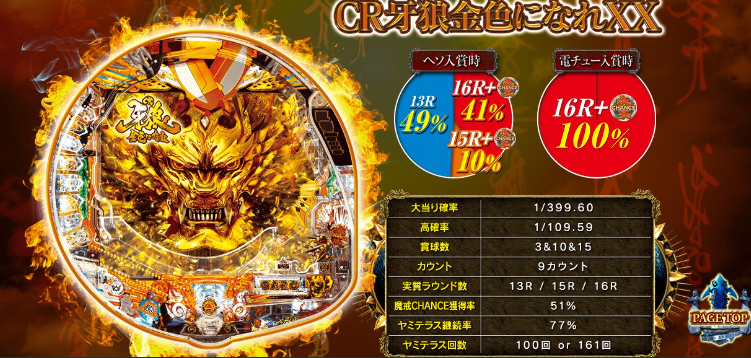 CR牙狼金色になれXX
ヘソ入賞時
13R
49%
16R+ CHANCE
41%
15R+
10%
電チュー入賞時
16R+ CHANCE
100%
牙狼
GARO
大当り確率 1/399.60
高確率 1/109.59
賞球数 3&10&15
カウント 9カウント
実質ラウンド数 13R / 15R / 16R
魔戒CHANCE獲得率 51%
ヤミテラス継続率 77%
ヤミテラス回数 100回 or 161回
PAGE TOP